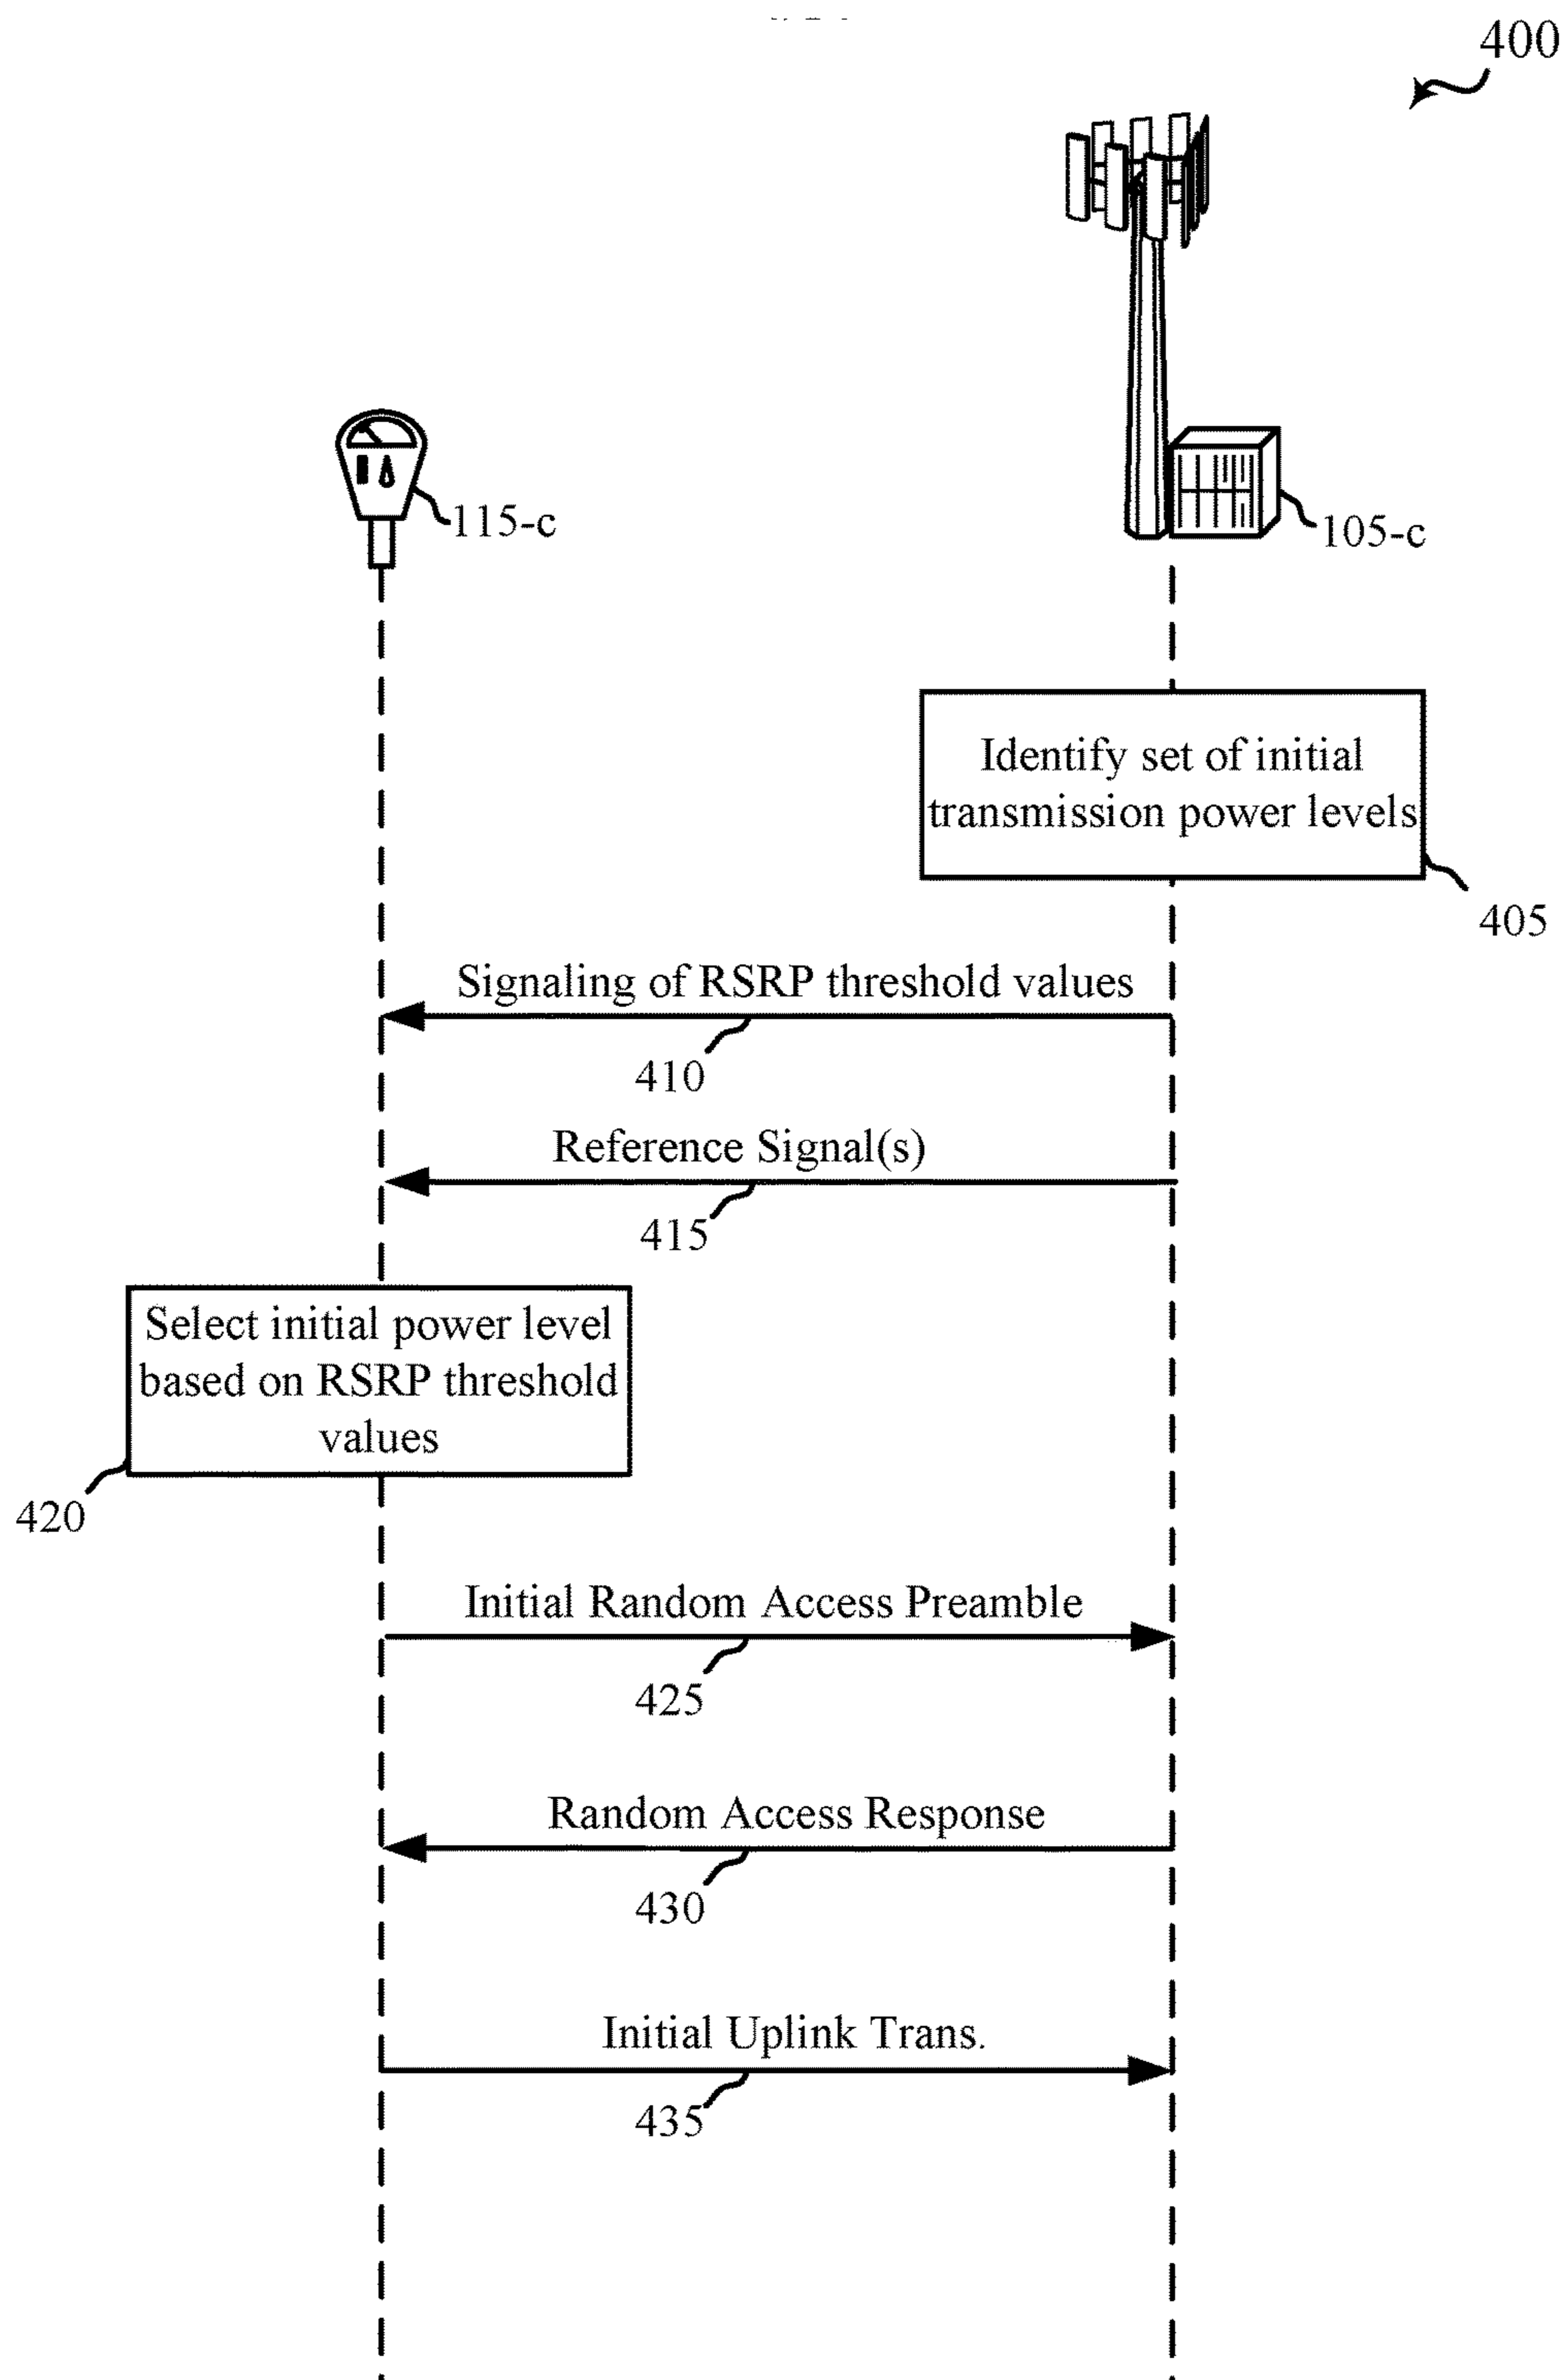 400
115-c
105-c
Identify set of initial
transmission power levels
405
Signaling of RSRP threshold values
410
Reference Signal(s)
415
Select initial power level
based on RSRP threshold
values
420
Initial Random Access Preamble
425
Random Access Response
430
Initial Uplink Trans.
435